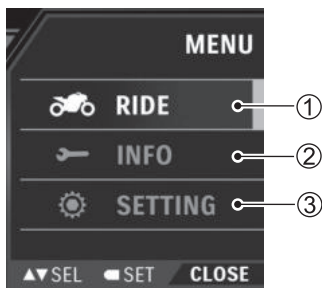 MENU
RIDE ①
INFO ②
SETTING ③
▲▼SEL SET CLOSE